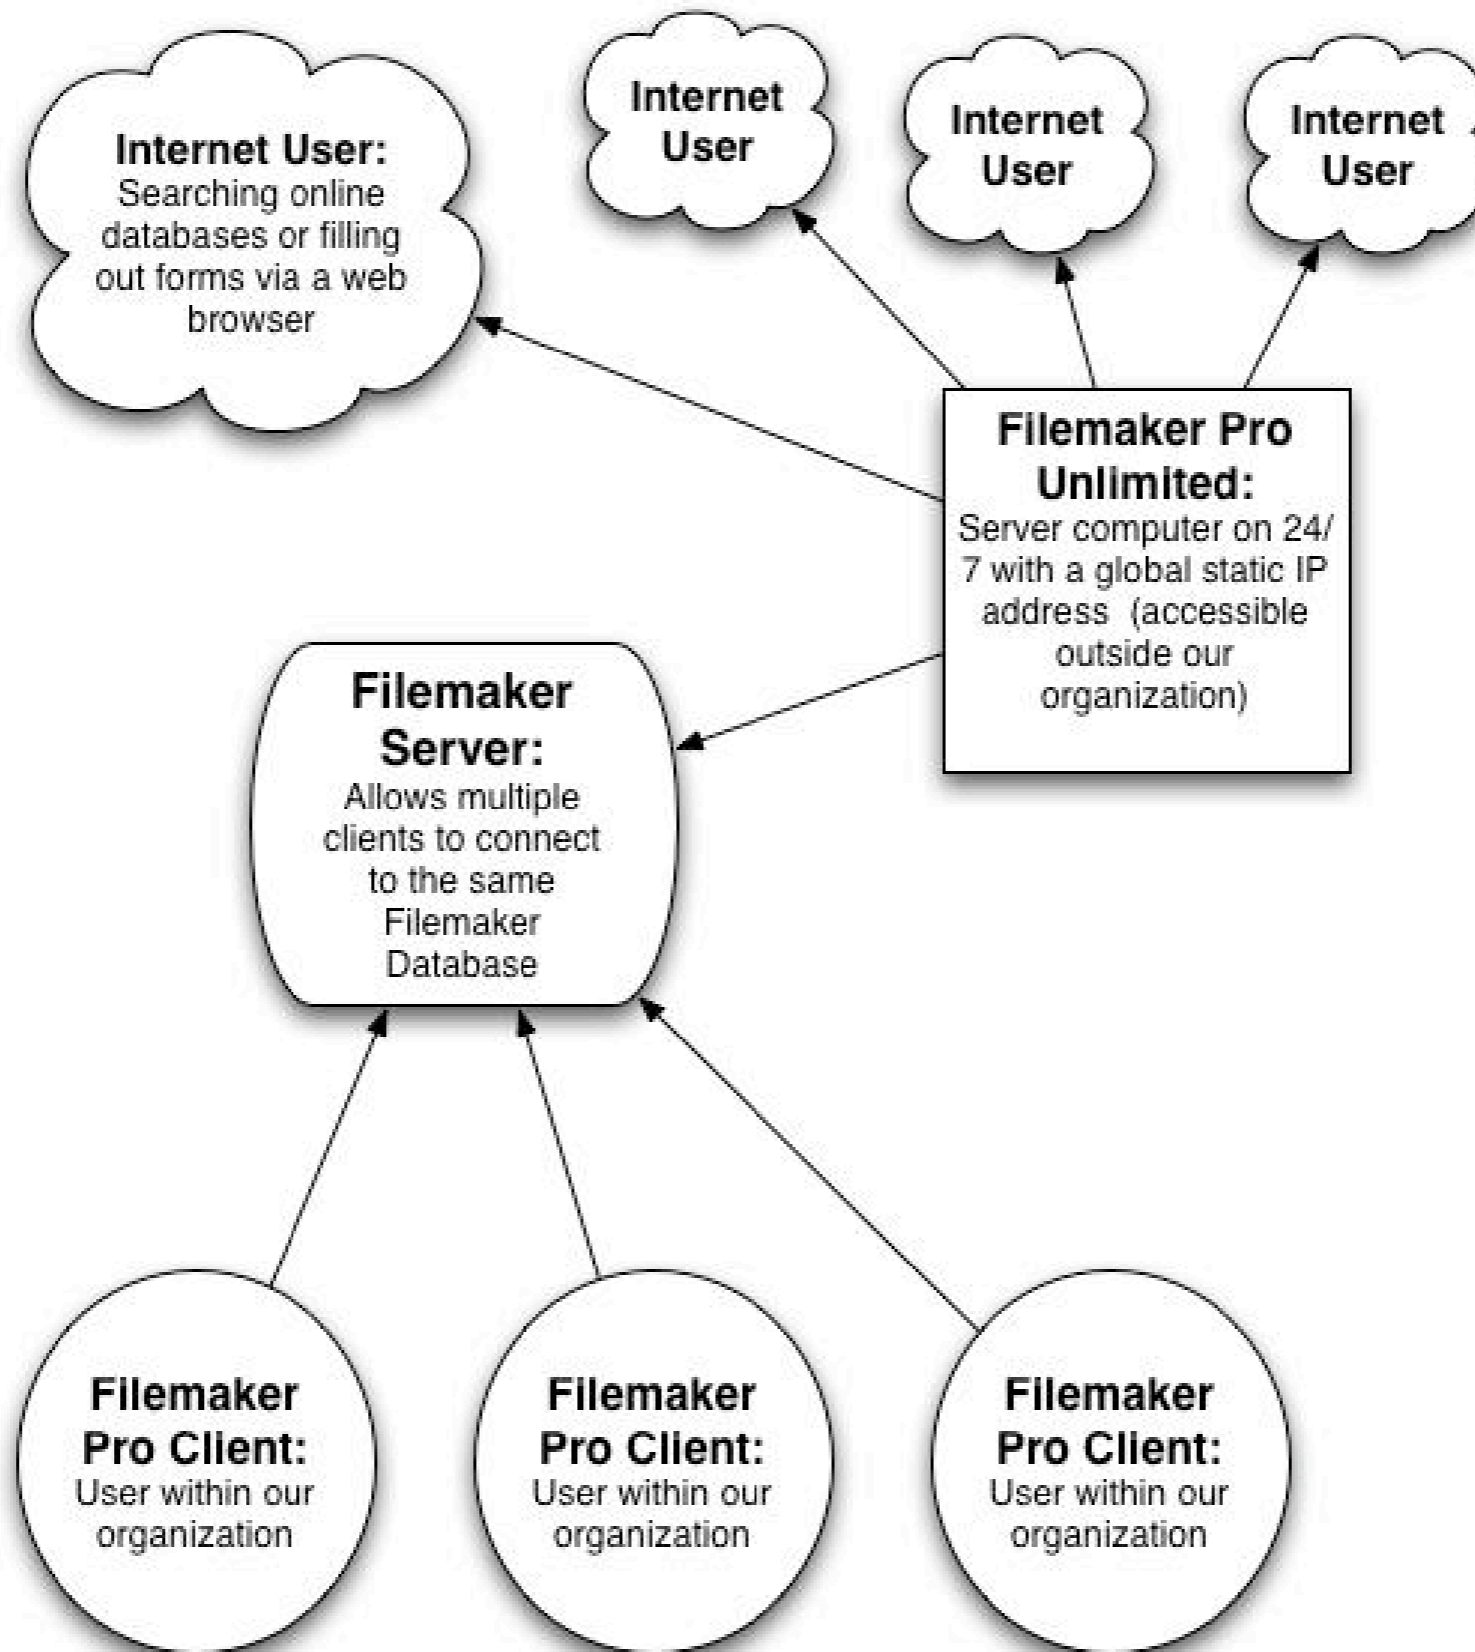 Internet User:
Searching online
databases or filling
out forms via a web
browser
Internet
User
Internet
User
Internet
User
Filemaker Pro
Unlimited:
Server computer on 24/
7 with a global static IP
address  (accessible
outside our
organization)
Filemaker
Server:
Allows multiple
clients to connect
to the same
Filemaker
Database
Filemaker
Pro Client:
User within our
organization
Filemaker
Pro Client:
User within our
organization
Filemaker
Pro Client:
User within our
organization